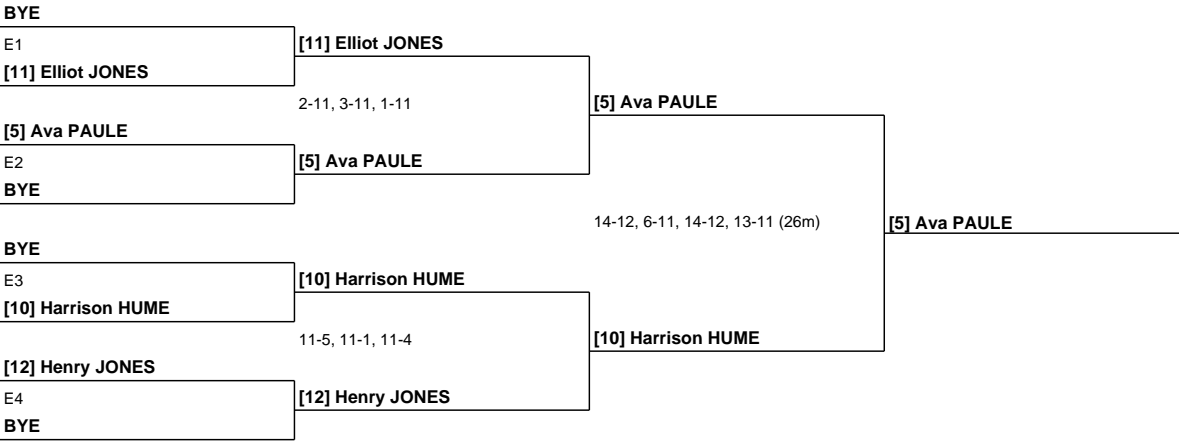 BYE
E1
[11] Elliot JONES
[11] Elliot JONES
2-11, 3-11, 1-11
[5] Ava PAULE
[5] Ava PAULE
E2
[5] Ava PAULE
BYE
14-12, 6-11, 14-12, 13-11 (26m)
[5] Ava PAULE
BYE
E3
[10] Harrison HUME
[10] Harrison HUME
11-5, 11-1, 11-4
[10] Harrison HUME
[12] Henry JONES
E4
[12] Henry JONES
BYE